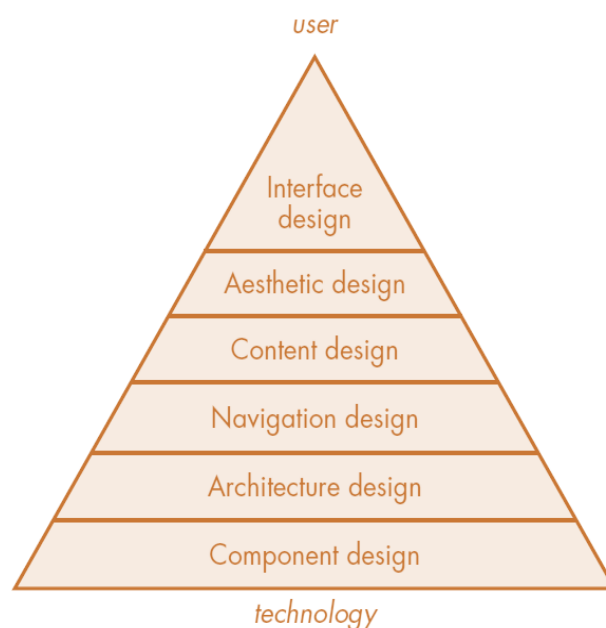 user
Interface
design
Aesthetic design
Content design
Navigation design
Architecture design
Component design
technology